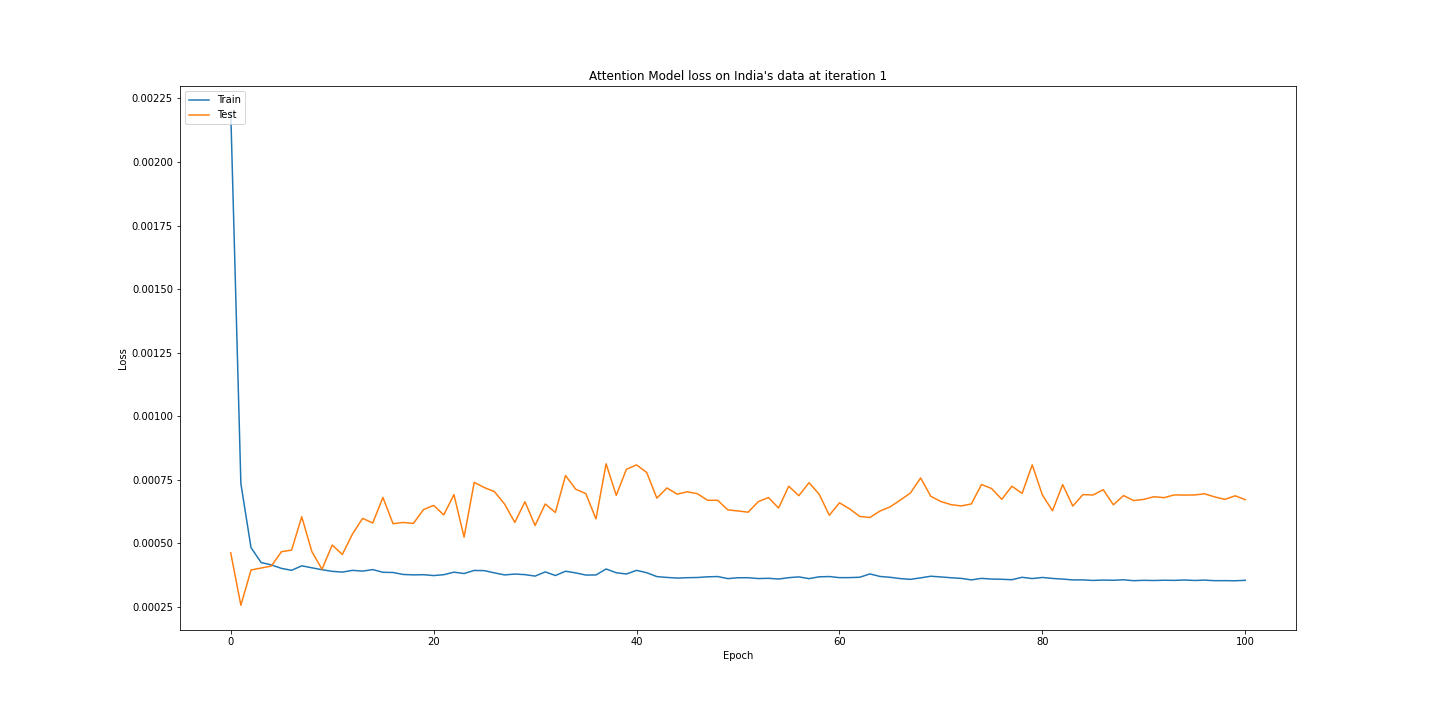 Attention Model loss on India's data at iteration 1
Train
Test
0.00225
0.00200
0.00175
0.00150
0.00125
0.00100
0.00075
0.00050
0.00025
Loss
0 20 40 60 80 100
Epoch